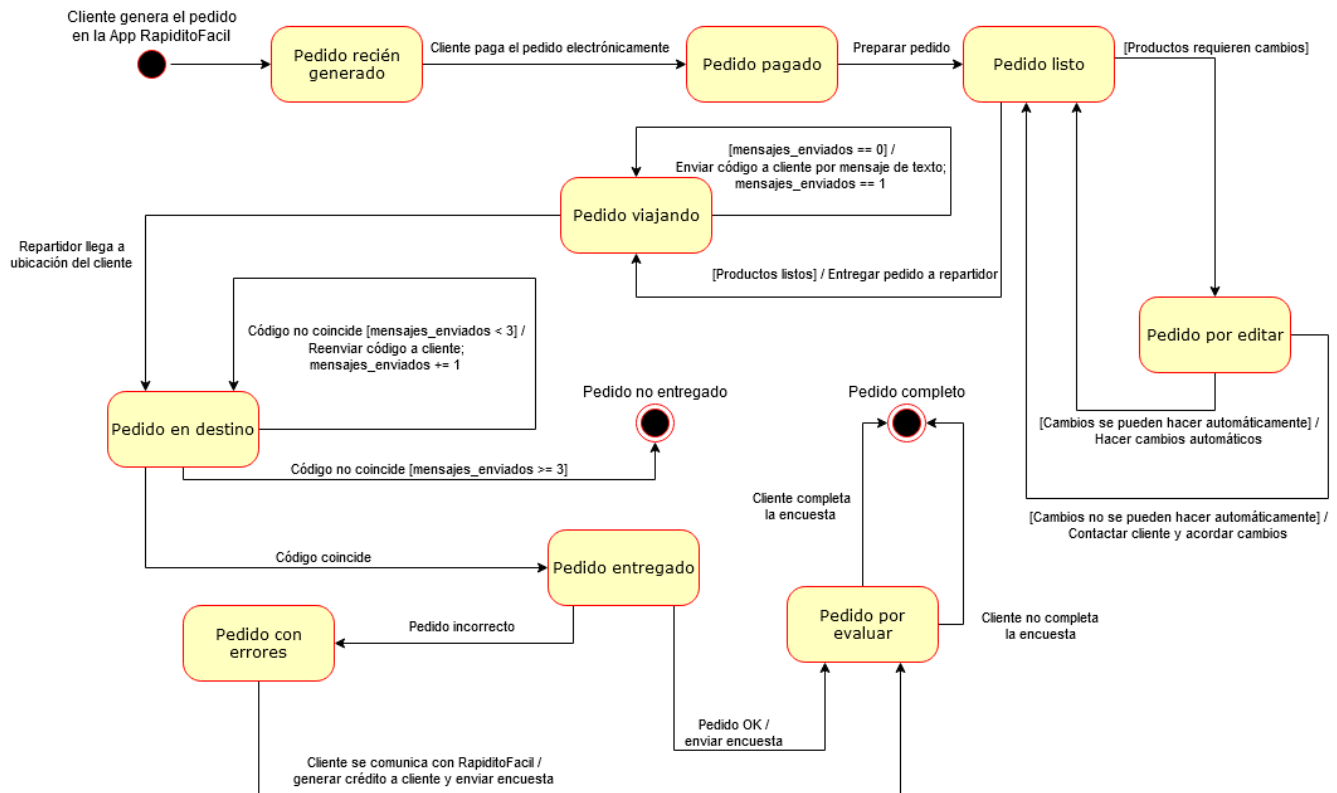 Cliente genera el pedido
en la App RapiditoFacil
Pedido recién
generado
Cliente paga el pedido electrónicamente
Pedido pagado
Preparar pedido
Pedido listo
[Productos requieren cambios]
[mensajes_enviados == 0] /
Enviar código a cliente por mensaje de texto;
mensajes_enviados == 1
Pedido viajando
Repartidor llega a
ubicación del cliente
[Productos listos] / Entregar pedido a repartidor
Pedido por editar
Código no coincide [mensajes_enviados < 3] /
Reenviar código a cliente;
mensajes_enviados += 1
Pedido en destino
Pedido no entregado
Pedido completo
[Cambios se pueden hacer automáticamente] /
Hacer cambios automáticos
Código no coincide [mensajes_enviados >= 3]
Cliente completa
la encuesta
[Cambios no se pueden hacer automáticamente] /
Contactar cliente y acordar cambios
Código coincide
Pedido entregado
Pedido por
evaluar
Cliente no completa
la encuesta
Pedido incorrecto
Pedido con
errores
Pedido OK /
enviar encuesta
Cliente se comunica con RapiditoFacil /
generar crédito a cliente y enviar encuesta